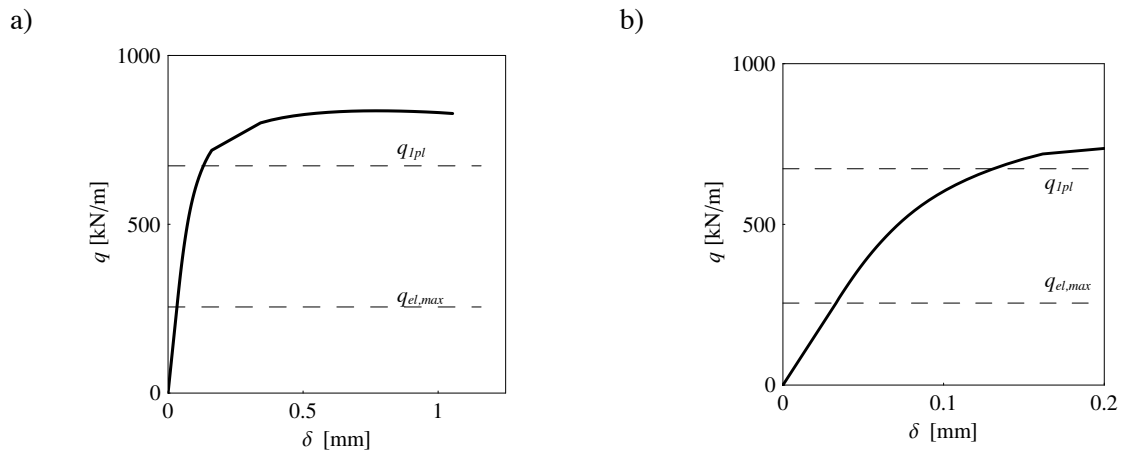 a)
1000
500
0
q [kN/m]
q1pl
qel,max
0
0.5
1
δ [mm]
b)
1000
500
0
q [kN/m]
q1pl
qel,max
0
0.1
0.2
δ [mm]